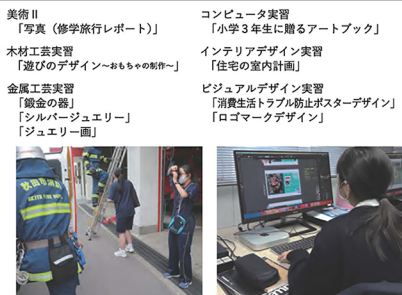 美術Ⅱ
「写真（修学旅行レポート）」
木材工芸実習
「遊びのデザイン〜おもちゃの制作〜」
金属工芸実習
「鍛金の器」
「シルバージュエリー」
「ジュエリー画」
コンピュータ実習
「小学３年生に贈るアートブック」
インテリアデザイン実習
「住宅の室内計画」
ビジュアルデザイン実習
「消費生活トラブル防止ポスターデザイン」
「ロゴマークデザイン」